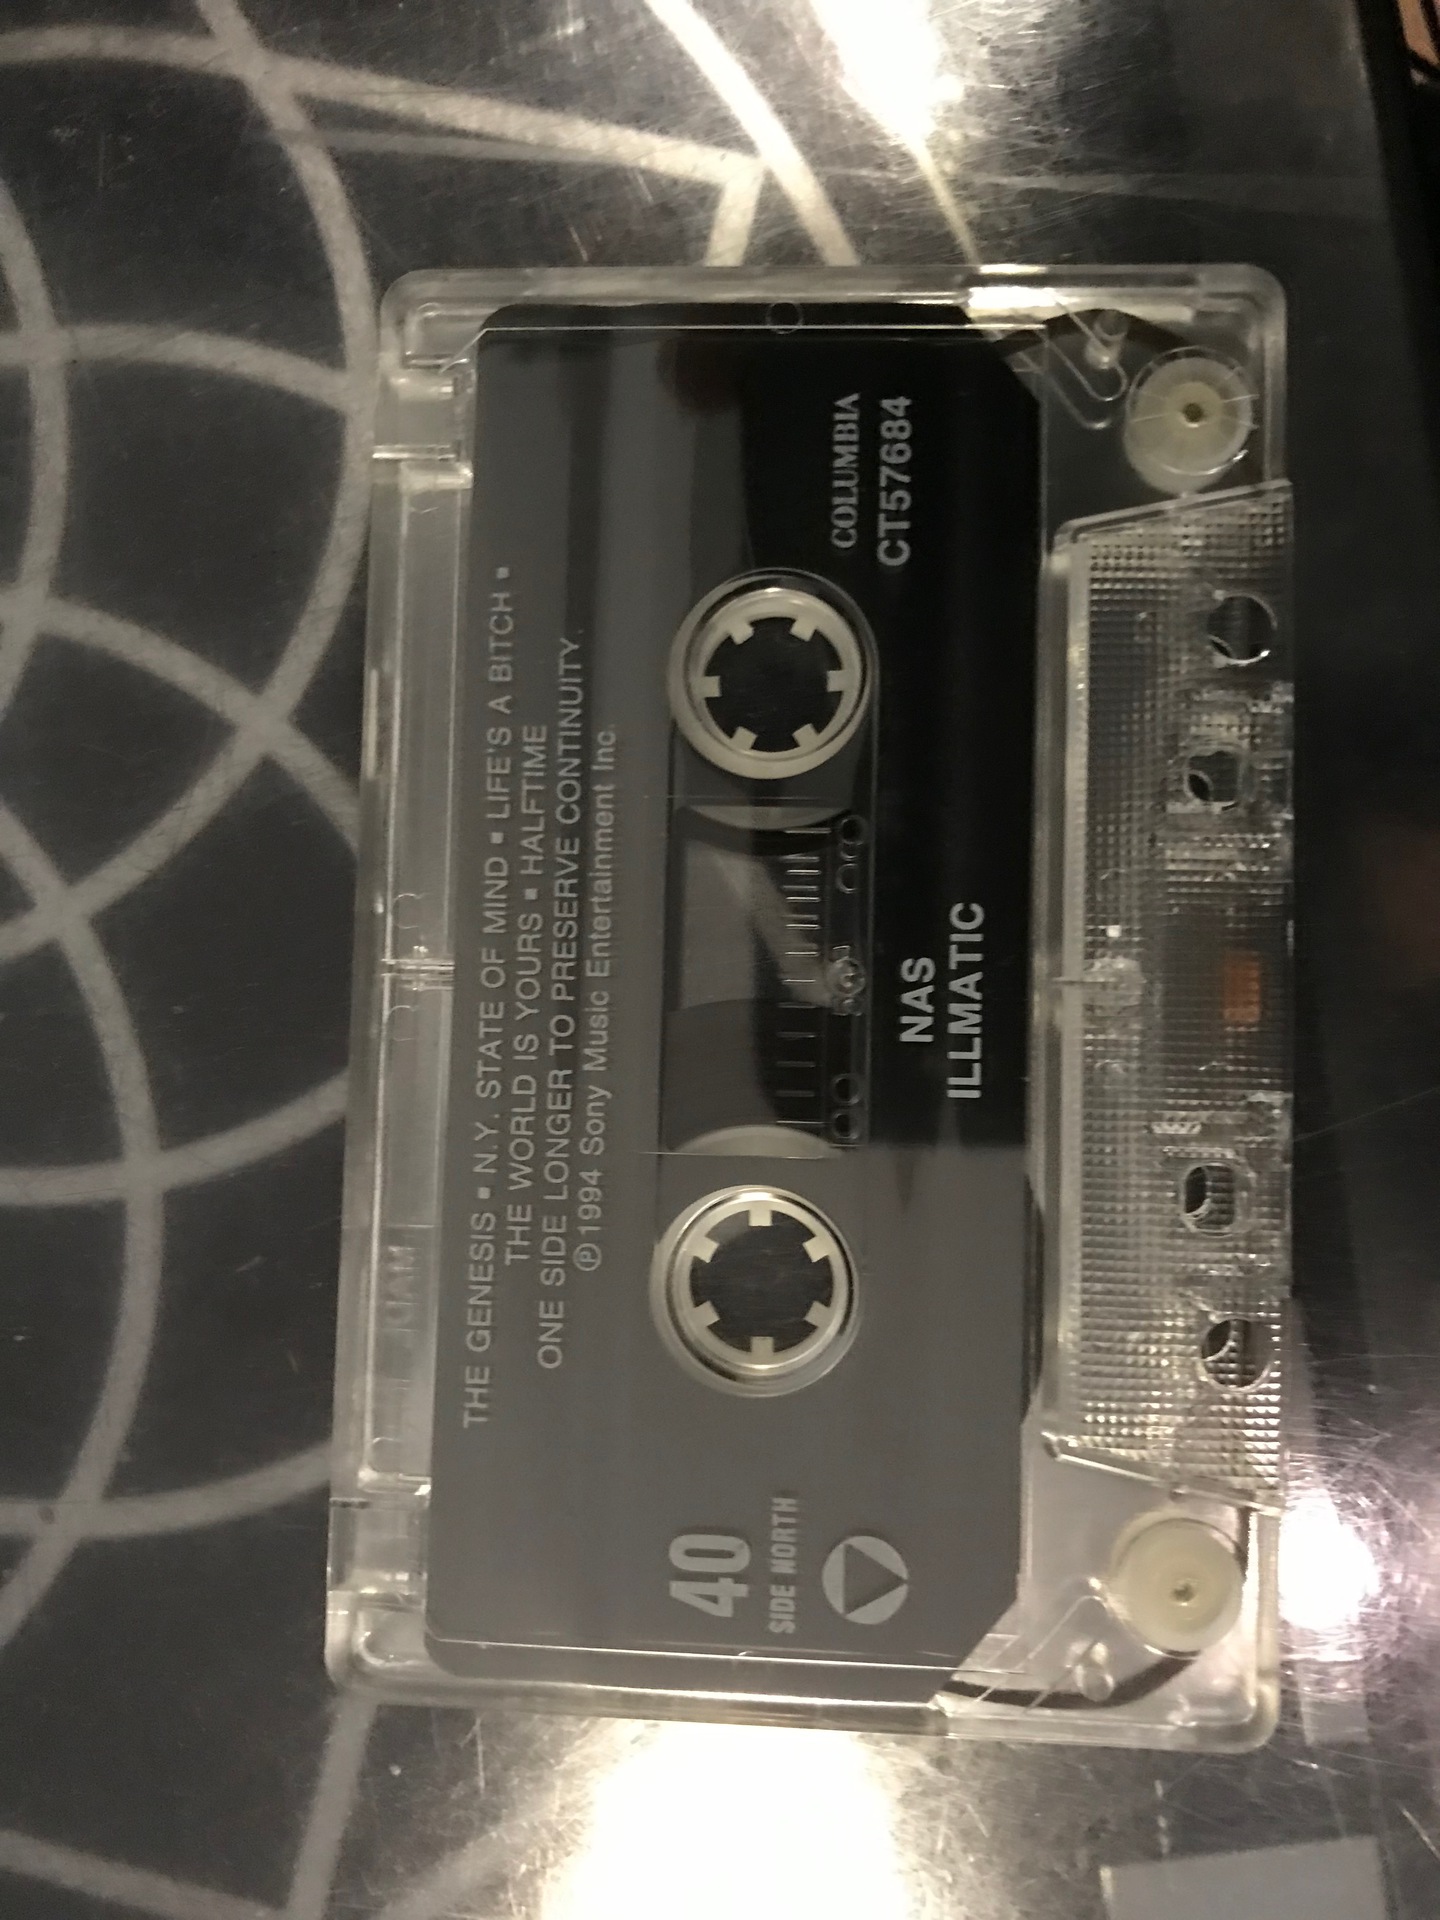 THE GENESIS ▪ N.Y. STATE OF MIND ▪ LIFE'S A BITCH ▪
THE WORLD IS YOURS ▪ HALFTIME
ONE SIDE LONGER TO PRESERVE CONTINUITY.
℗ 1994 Sony Music Entertainment Inc.
40
SIDE NORTH
COLUMBIA
CT57684
NAS
ILLMATIC